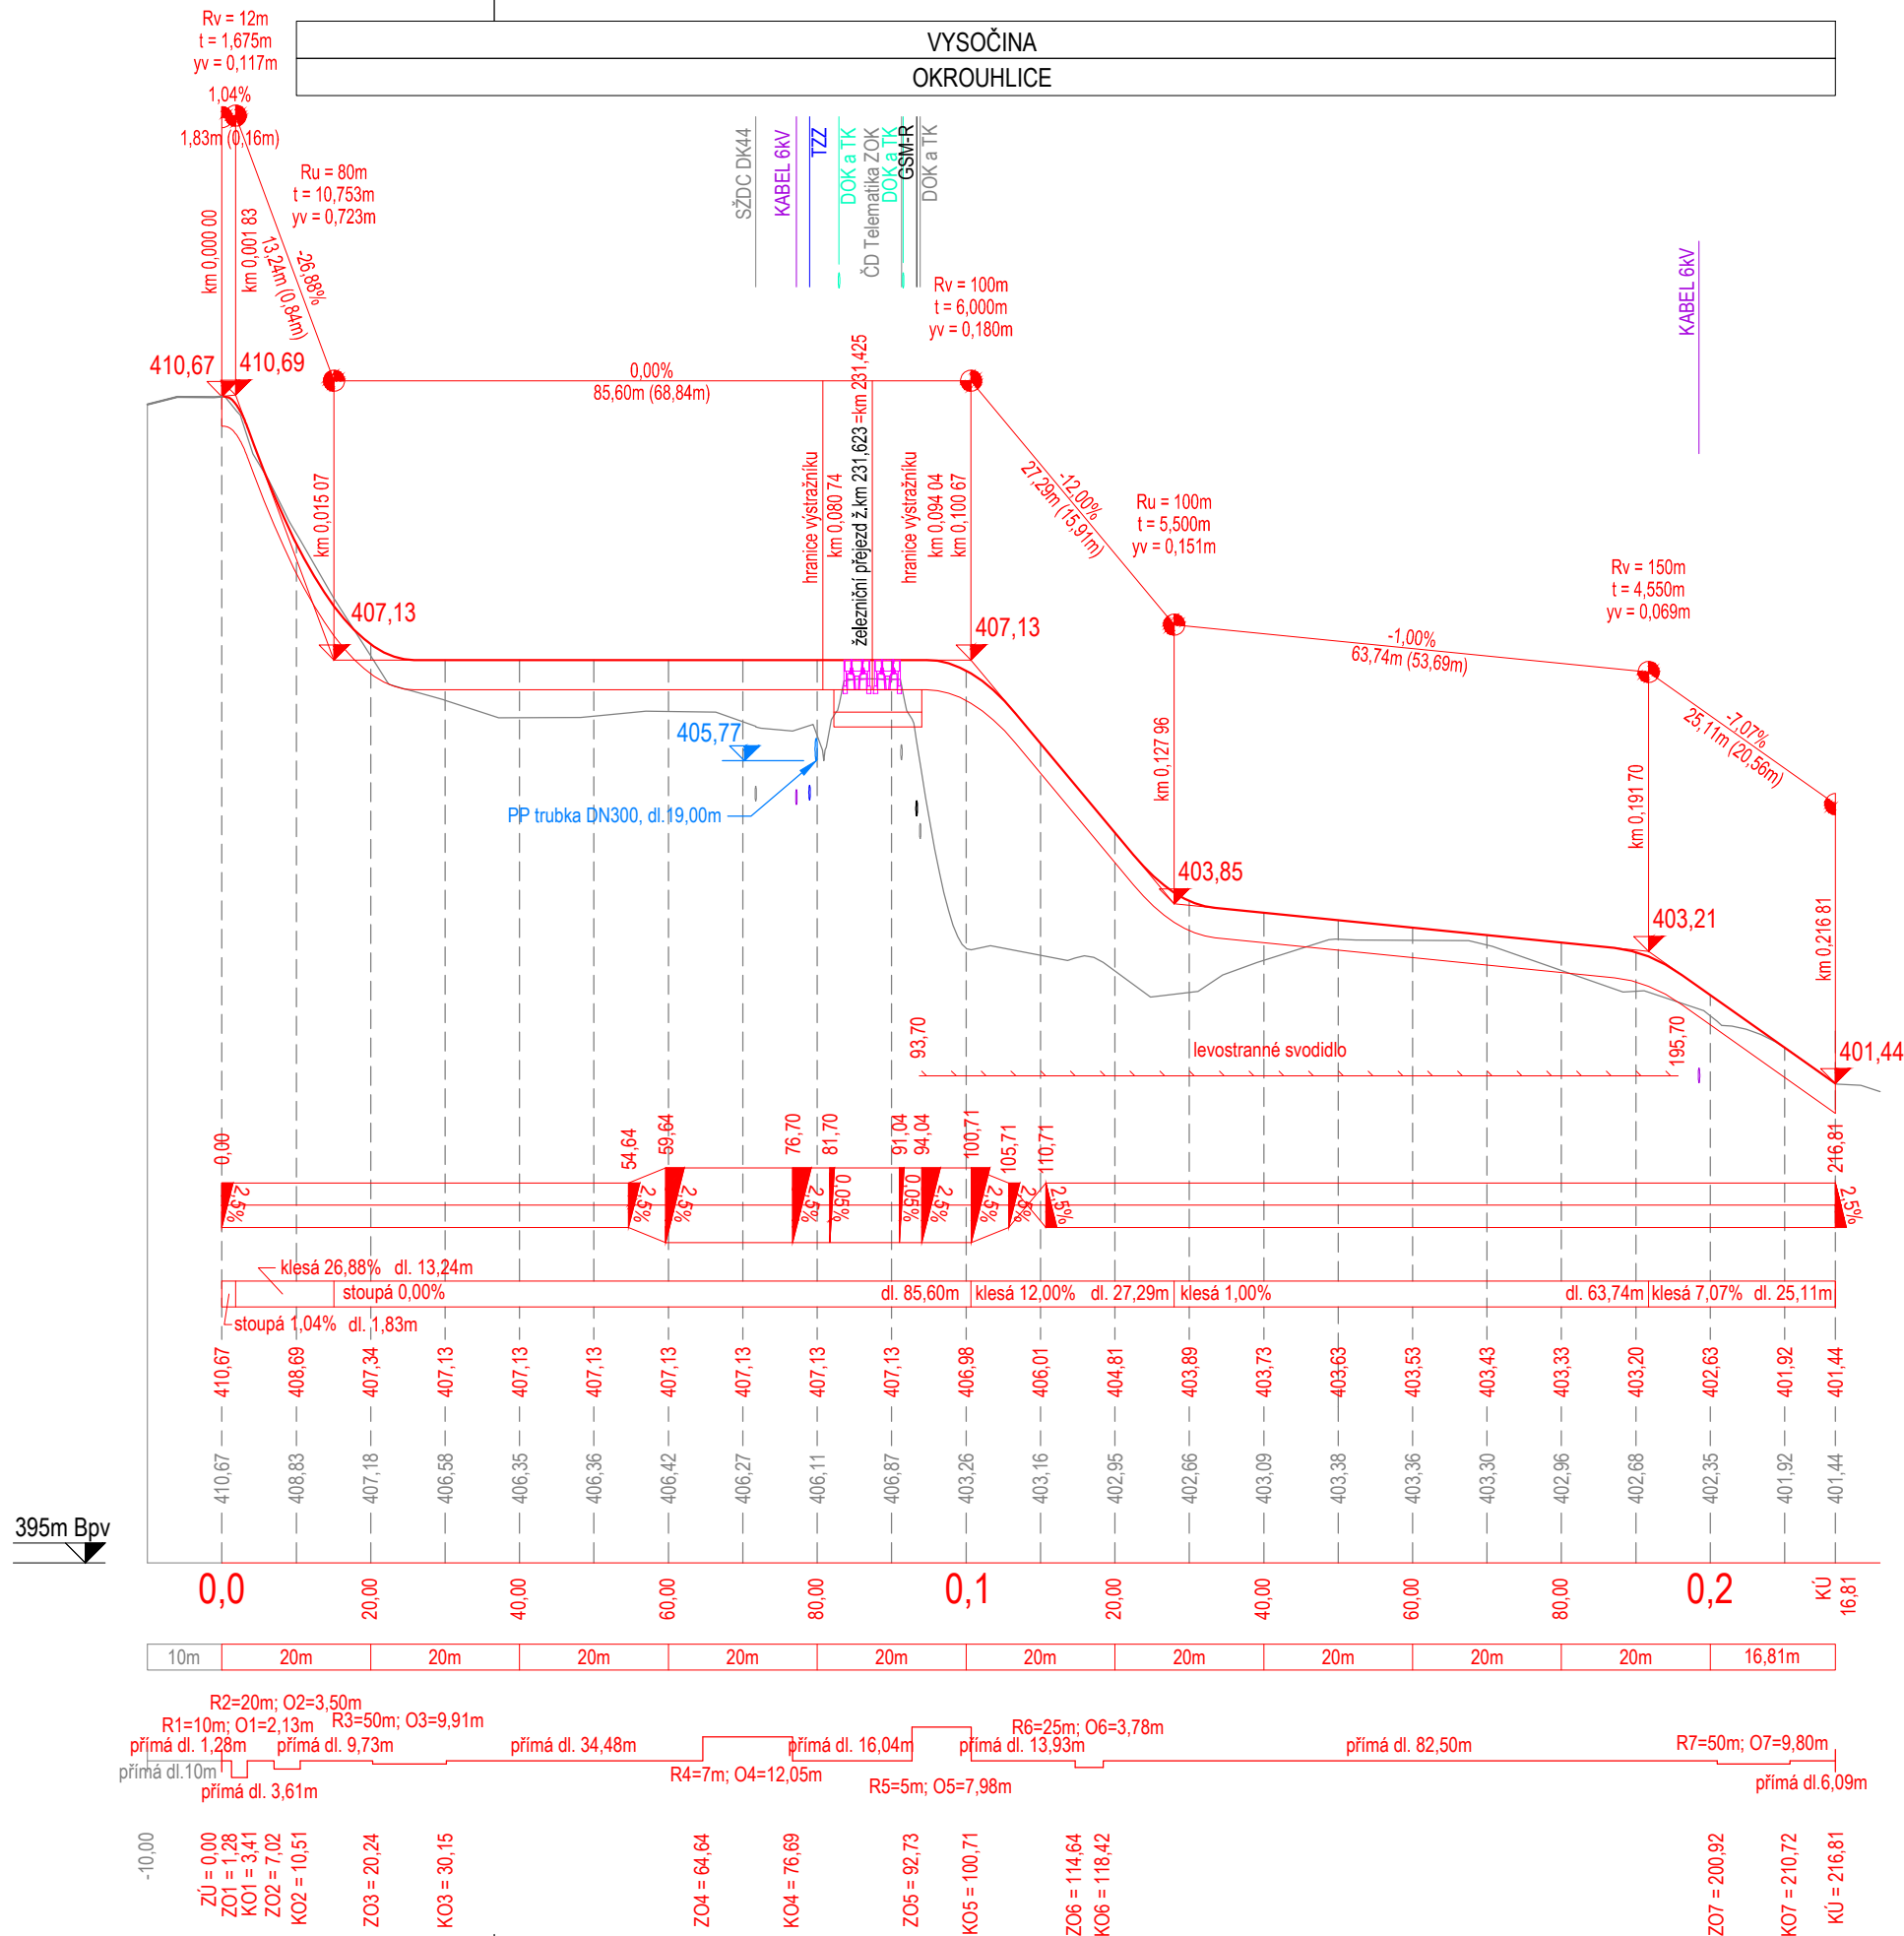 Rv = 12m
t = 1,675m
yv = 0,117m
VYSOČINA
OKROUHLICE
1,04%
1,83m (0,16m)
Ru = 80m
t = 10,753m
yv = 0,723m
km 0,000 00
km 0,001 83
-26,88%
13,24m (0,84m)
SŽDC DK44
KABEL 6kV
TZZ
DOK a TK
ČD Telematika ZOK
DOK a TK
GSM-R
DOK a TK
KABEL 6kV
Rv = 100m
t = 6,000m
yv = 0,180m
410,67
410,69
0,00%
85,60m (68,84m)
km 0,015 07
hranice výstražníku
km 0,080 74
železniční přejezd ž.km 231,623 =km 231,425
hranice výstražníku
km 0,094 04
km 0,100 67
-12,00%
27,29m (15,91m)
Ru = 100m
t = 5,500m
yv = 0,151m
Rv = 150m
t = 4,550m
yv = 0,069m
407,13
407,13
-1,00%
63,74m (53,69m)
-7,07%
25,11m (20,56m)
405,77
PP trubka DN300, dl.19,00m
km 0,127 96
km 0,191 70
km 0,216 81
403,85
403,21
401,44
93,70
levostranné svodidlo
195,70
0,00
54,64
59,64
76,70
81,70
91,04
94,04
100,71
105,71
110,71
216,81
2,5%
2,5%
2,5%
2,5%
0,05%
0,05%
2,5%
2,5%
2,5%
2,5%
2,5%
klesá 26,88% dl. 13,24m
stoupá 0,00%
dl. 85,60m
klesá 12,00% dl. 27,29m
klesá 1,00%
dl. 63,74m
klesá 7,07% dl. 25,11m
stoupá 1,04% dl. 1,83m
410,67
408,69
407,34
407,13
407,13
407,13
407,13
407,13
407,13
407,13
406,98
406,01
404,81
403,89
403,73
403,63
403,53
403,43
403,33
403,20
402,63
401,92
401,44
410,67
408,83
407,18
406,58
406,35
406,36
406,42
406,27
406,11
406,87
403,26
403,16
402,95
402,66
403,09
403,38
403,36
403,30
402,96
402,68
402,35
401,92
401,44
395m Bpv
0,0
20,00
40,00
60,00
80,00
0,1
20,00
40,00
60,00
80,00
0,2
KÚ
16,81
10m
20m
20m
20m
20m
20m
20m
20m
20m
20m
20m
16,81m
R2=20m; O2=3,50m
R1=10m; O1=2,13m
R3=50m; O3=9,91m
R6=25m; O6=3,78m
R7=50m; O7=9,80m
přímá dl. 1,28m
přímá dl. 9,73m
přímá dl. 34,48m
přímá dl. 16,04m
přímá dl. 13,93m
přímá dl. 82,50m
přímá dl.10m
přímá dl. 3,61m
R4=7m; O4=12,05m
R5=5m; O5=7,98m
přímá dl.6,09m
-10,00
ZÚ = 0,00
ZO1 = 1,28
KO1 = 3,41
ZO2 = 7,02
KO2 = 10,51
ZO3 = 20,24
KO3 = 30,15
ZO4 = 64,64
KO4 = 76,69
ZO5 = 92,73
KO5 = 100,71
ZO6 = 114,64
KO6 = 118,42
ZO7 = 200,92
KO7 = 210,72
KÚ = 216,81